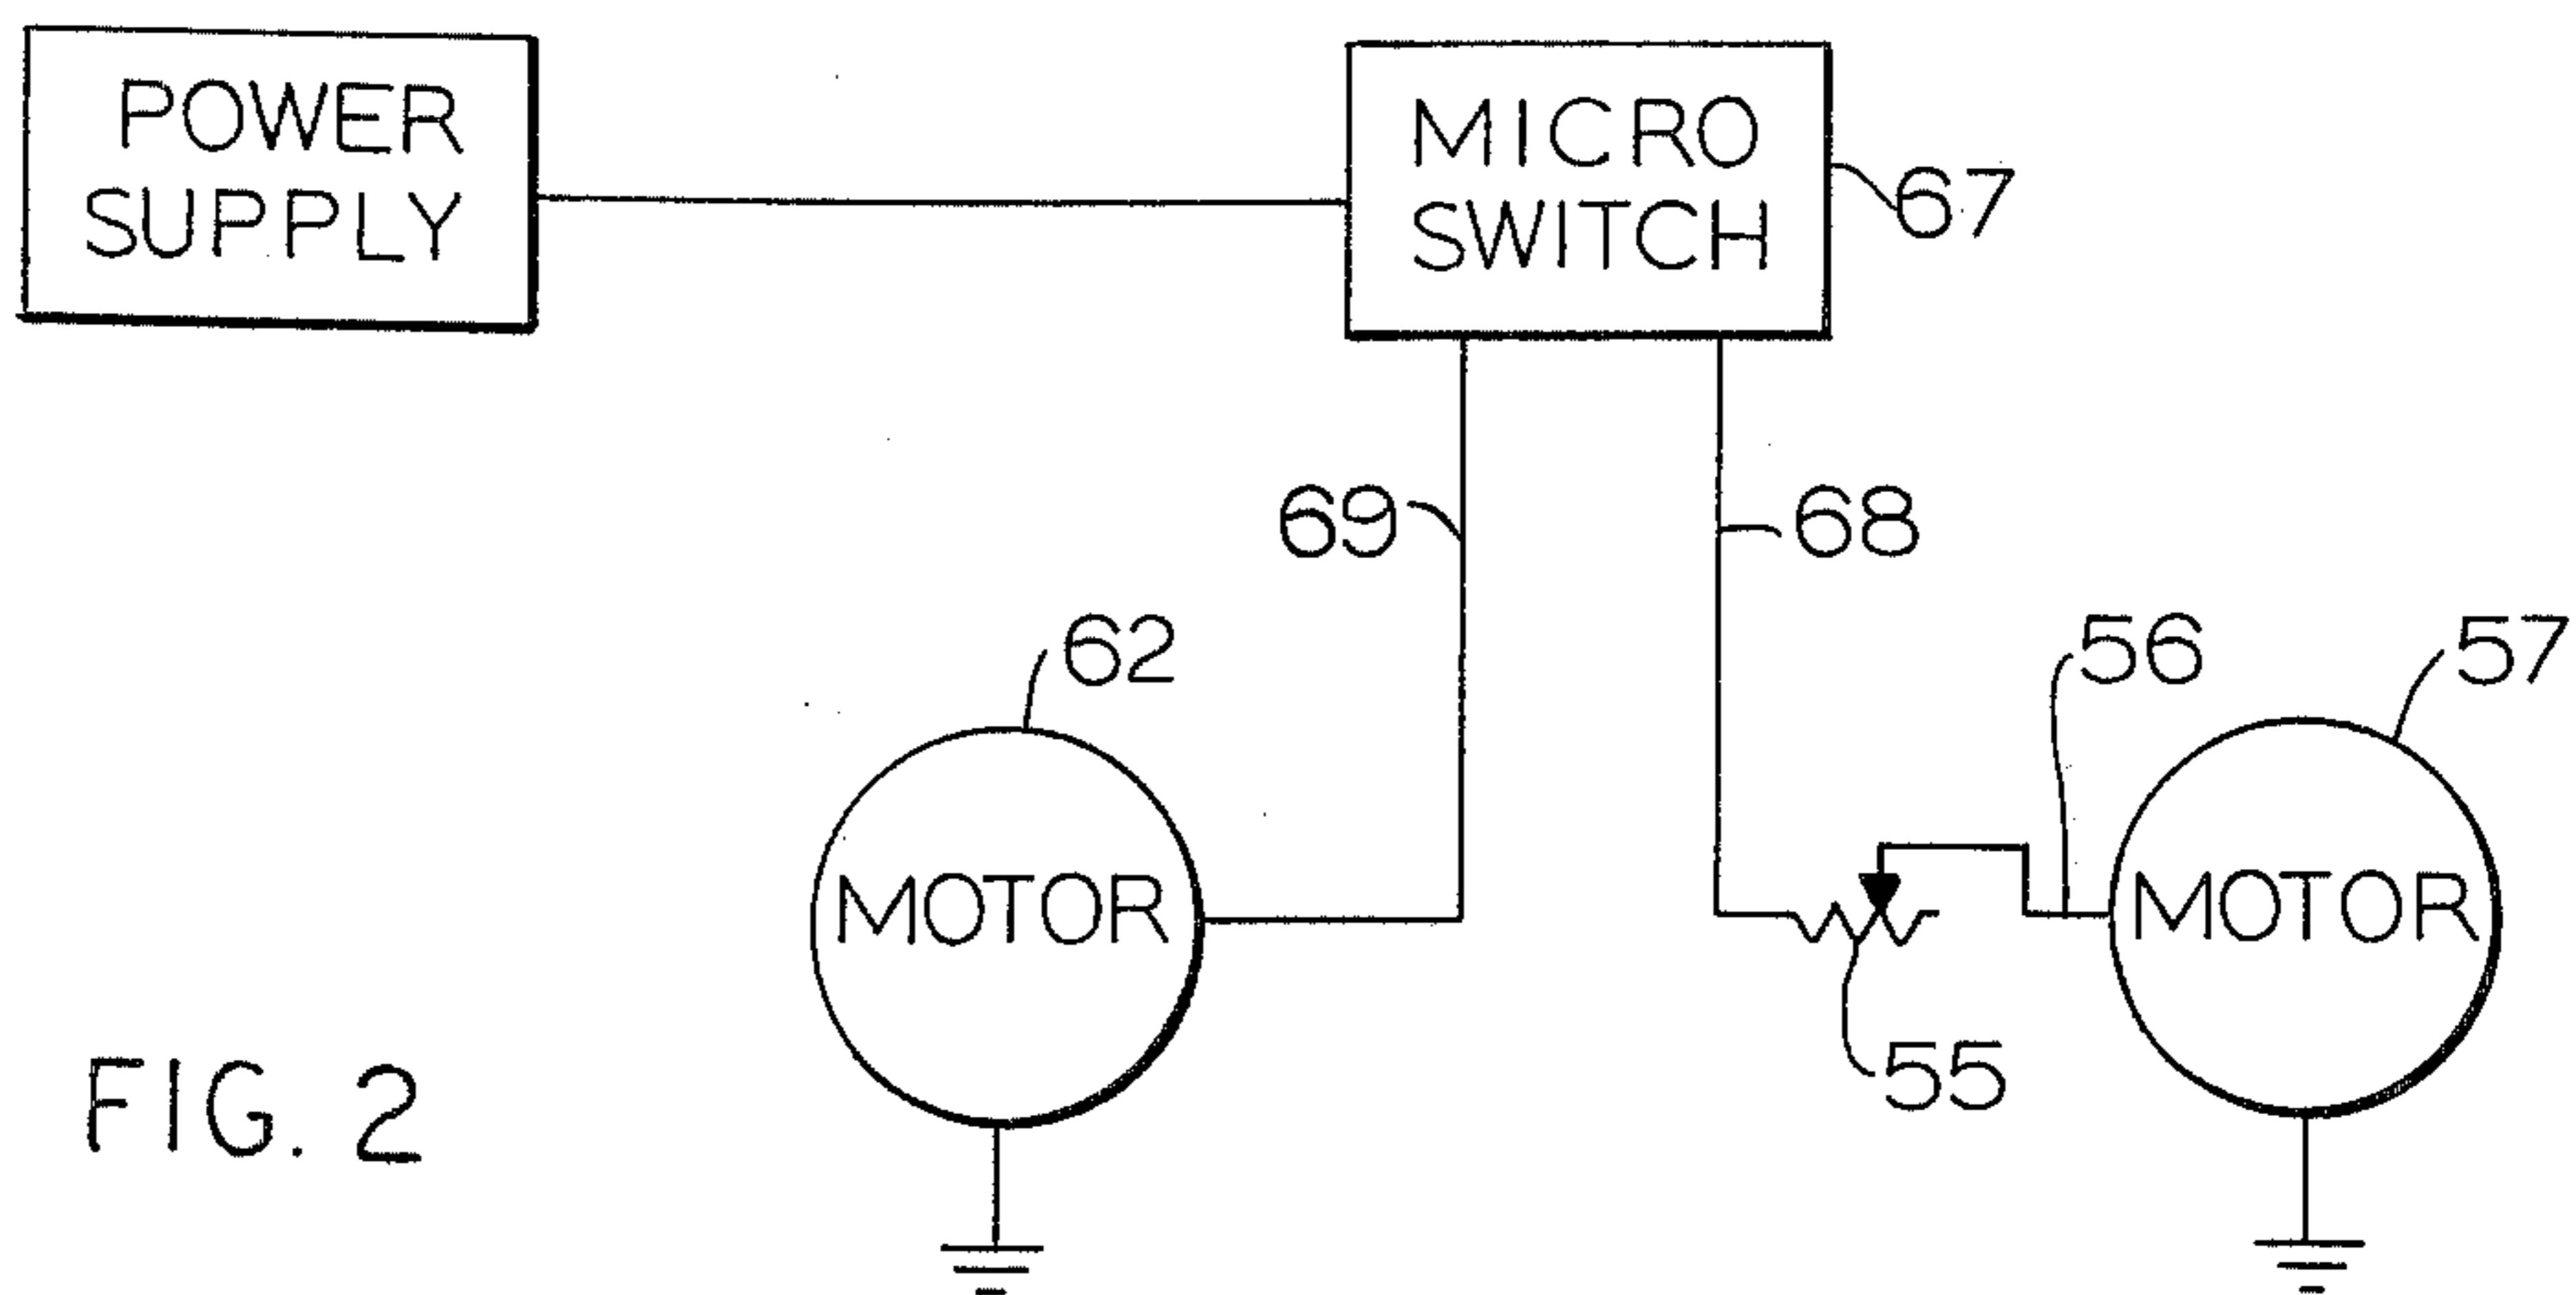 POWER
SUPPLY
MICRO
SWITCH
67
69
68
62
56
57
MOTOR
MOTOR
55
FIG. 2